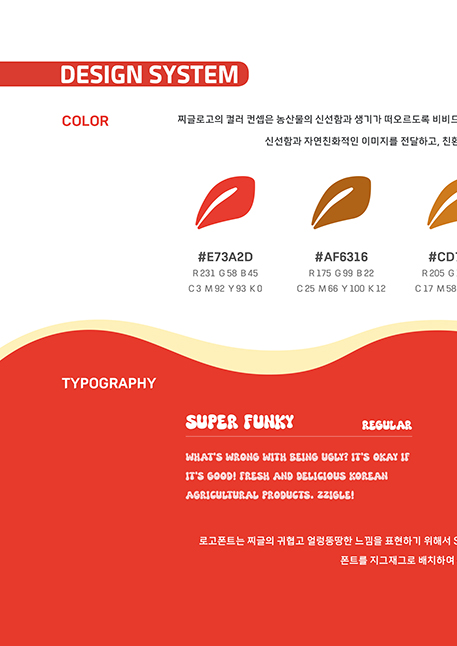 DESIGN SYSTEM
COLOR
찌글로고의 컬러 컨셉은 농산물의 신선함과 생기가 떠오르도록 비비드
신선함과 자연친화적인 이미지를 전달하고, 친환
#E73A2D
#AF6316
#CD7
R 231 G 58 B 45
R 175 G 99 B 22
R 205 G
C 3 M 92 Y 93 K 0
C 25 M 66 Y 100 K 12
C 17 M 58
TYPOGRAPHY
SUPER FUNKY
REGULAR
WHAT'S WRONG WITH BEING UGLY? IT'S OKAY IF
IT'S GOOD! FRESH AND DELICIOUS KOREAN
AGRICULTURAL PRODUCTS. ZZIGLE!
로고폰트는 찌글의 귀협고 얼렁뚱땅한 느낌을 표현하기 위해서 S
폰트를 지그재그로 배치하여